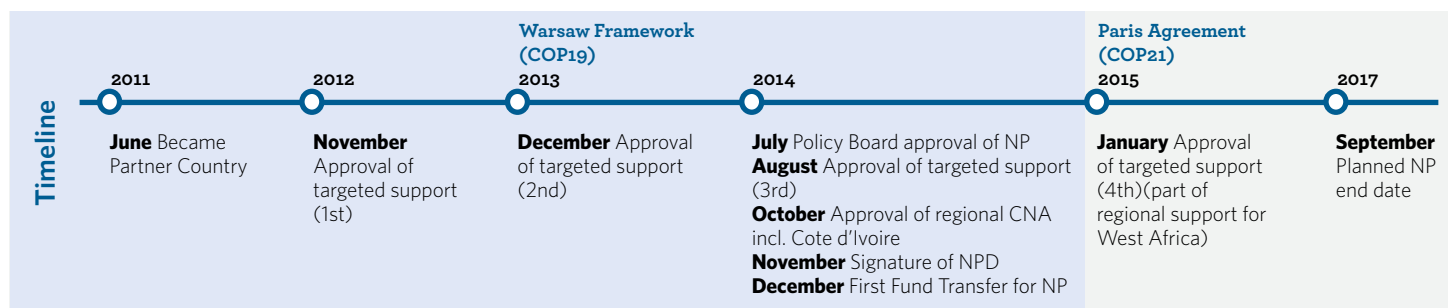 Timeline
Warsaw Framework
(COP19)
Paris Agreement
(COP21)
2011
2012
2013
2014
2015
2017
June Became
Partner Country
November
Approval of
targeted support
(1st)
December Approval
of targeted support
(2nd)
July Policy Board approval of NP
August Approval of targeted support
(3rd)
October Approval of regional CNA
incl. Cote d'Ivoire
November Signature of NPD
December First Fund Transfer for NP
January Approval
of targeted support
(4th)(part of
regional support for
West Africa)
September
Planned NP
end date